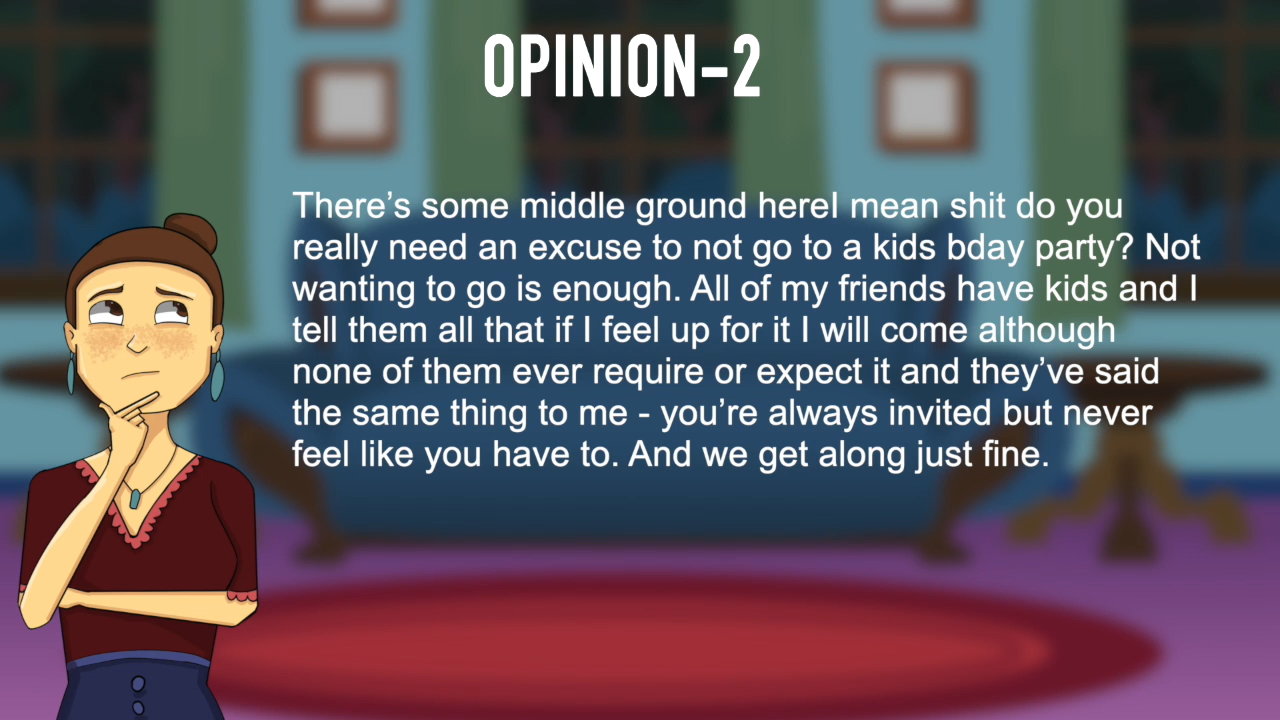 OPINION-2
There’s some middle ground hereI mean shit do you
really need an excuse to not go to a kids bday party? Not
wanting to go is enough. All of my friends have kids and I
tell them all that if I feel up for it I will come although
none of them ever require or expect it and they’ve said
the same thing to me - you’re always invited but never
feel like you have to. And we get along just fine.